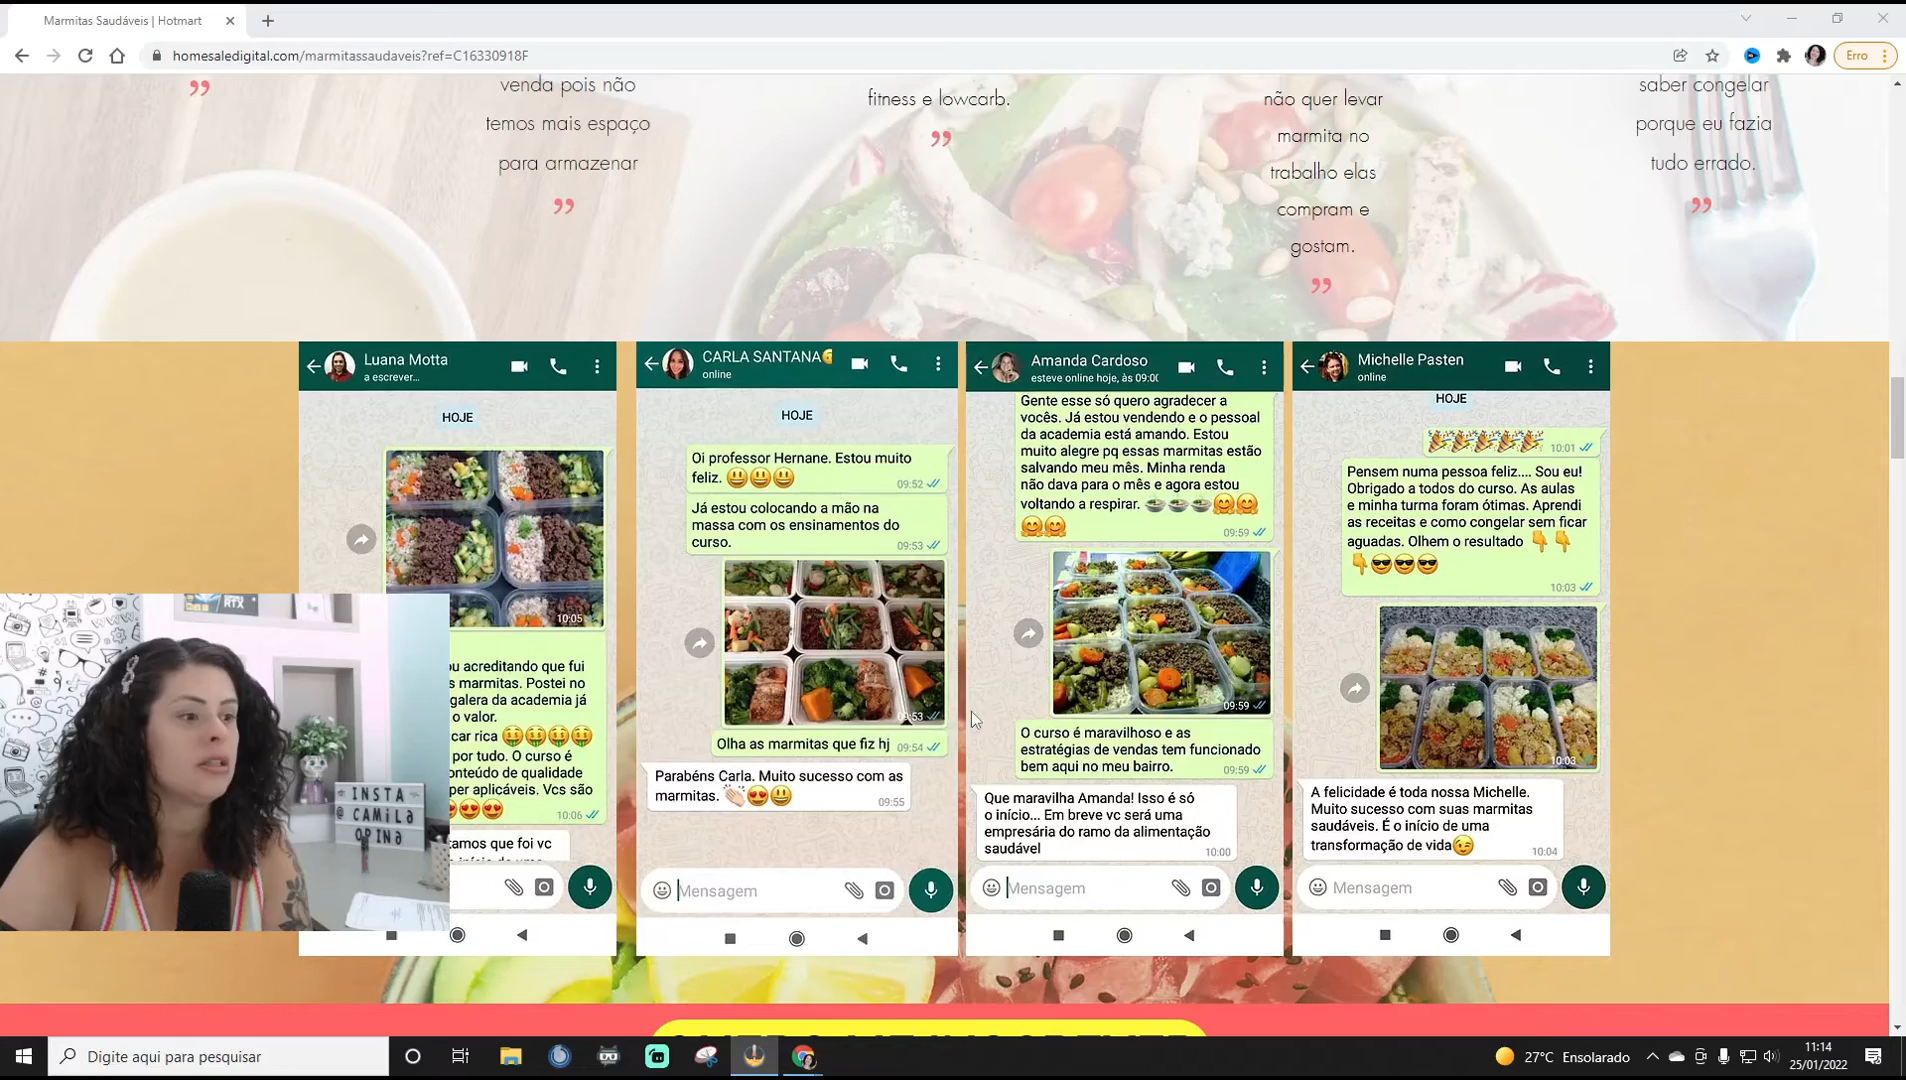 Marmitas Saudáveis | Hotmart
homesaledigital.com/marmitassaudaveis?ref=C16330918F
Erro
venda pois não
temos mais espaço
para armazenar
”
”
fitness e lowcarb.
”
não quer levar
marmita no
trabalho elas
compram e
gostam.
”
saber congelar
porque eu fazia
tudo errado.
”
Luana Motta
a escrever...
HOJE
10:05
acreditando que fui
s marmitas. Postei no
galera da academia já
o valor.
car rica 🤑🤑🤑🤑
por tudo. O curso é
onteúdo de qualidade
per aplicáveis. Vcs são
😍😍
10:06
tamos que foi vc
CARLA SANTANA
online
HOJE
Oi professor Hernane. Estou muito
feliz. 😃😃😃
09:52
Já estou colocando a mão na
massa com os ensinamentos do
curso.
09:53
09:53
Olha as marmitas que fiz hj
09:54
Parabéns Carla. Muito sucesso com as
marmitas. 👏😍😃
09:55
Mensagem
Amanda Cardoso
esteve online hoje, às 09:00
Gente esse só quero agradecer a
vocês. Já estou vendendo e o pessoal
da academia está amando. Estou
muito alegre pq essas marmitas estão
salvando meu mês. Minha renda
não dava para o mês e agora estou
voltando a respirar. 🍲🍲🍲🤗🤗
🤗🤗
09:59
09:59
O curso é maravilhoso e as
estratégias de vendas tem funcionado
bem aqui no meu bairro.
09:59
Que maravilha Amanda! Isso é só
o início... Em breve vc será uma
empresária do ramo da alimentação
saudável
10:00
Mensagem
Michelle Pasten
online
HOJE
🎉🎉🎉🎉🎉
10:01
Pensem numa pessoa feliz.... Sou eu!
Obrigado a todos do curso. As aulas
e minha turma foram ótimas. Aprendi
as receitas e como congelar sem ficar
aguadas. Olhem o resultado 👇👇
👇😎😎😎
10:03
10:03
A felicidade é toda nossa Michelle.
Muito sucesso com suas marmitas
saudáveis. É o início de uma
transformação de vida😉
10:04
Mensagem
RTX
INSTA
@CAMILA
OPINA
Digite aqui para pesquisar
27°C Ensolarado
11:14
25/01/2022